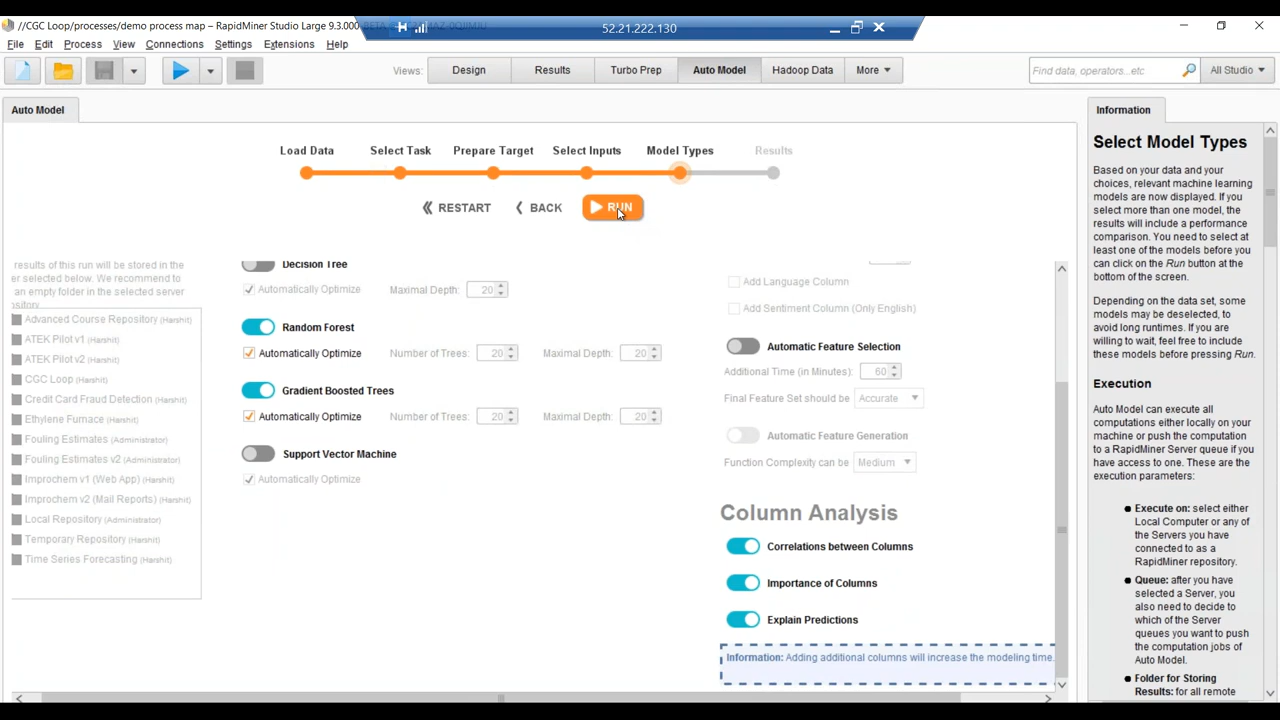 //CGC Loop/processes/demo process map – RapidMiner Studio Large 9.3.000
52.21.222.130
File Edit Process View Connections Settings Extensions Help
Views: Design Results Turbo Prep Auto Model Hadoop Data More
Find data, operators...etc
All Studio
Auto Model
Load Data Select Task Prepare Target Select Inputs Model Types Results
RESTART BACK RUN
results of this run will be stored in the
er selected below. We recommend to
an empty folder in the selected server
ository.
Advanced Course Repository (Harshit)
ATEK Pilot v1 (Harshit)
ATEK Pilot v2 (Harshit)
CGC Loop (Harshit)
Credit Card Fraud Detection (Harshit)
Ethylene Furnace (Harshit)
Fouling Estimates (Administrator)
Fouling Estimates v2 (Administrator)
Improchem v1 (Web App) (Harshit)
Improchem v2 (Mail Reports) (Harshit)
Local Repository (Administrator)
Temporary Repository (Harshit)
Time Series Forecasting (Harshit)
Decision Tree
Automatically Optimize Maximal Depth: 20
Random Forest
Automatically Optimize Number of Trees: 20 Maximal Depth: 20
Gradient Boosted Trees
Automatically Optimize Number of Trees: 20 Maximal Depth: 20
Support Vector Machine
Automatically Optimize
Add Language Column
Add Sentiment Column (Only English)
Automatic Feature Selection
Additional Time (in Minutes): 60
Final Feature Set should be Accurate
Automatic Feature Generation
Function Complexity can be Medium
Column Analysis
Correlations between Columns
Importance of Columns
Explain Predictions
Information: Adding additional columns will increase the modeling time.
Information
Select Model Types
Based on your data and your
choices, relevant machine learning
models are now displayed. If you
select more than one model, the
results will include a performance
comparison. You need to select at
least one of the models before you
can click on the Run button at the
bottom of the screen.
Depending on the data set, some
models may be deselected, to
avoid long runtimes. If you are
willing to wait, feel free to include
these models before pressing Run.
Execution
Auto Model can execute all
computations either locally on your
machine or push the computation
to a RapidMiner Server queue if you
have access to one. These are the
execution parameters:
Execute on: select either
Local Computer or any of
the Servers you have
connected to as a
RapidMiner repository.
Queue: after you have
selected a Server, you
also need to decide to
which of the Server
queues you want to push
the computation jobs of
Auto Model.
Folder for Storing
Results: for all remote